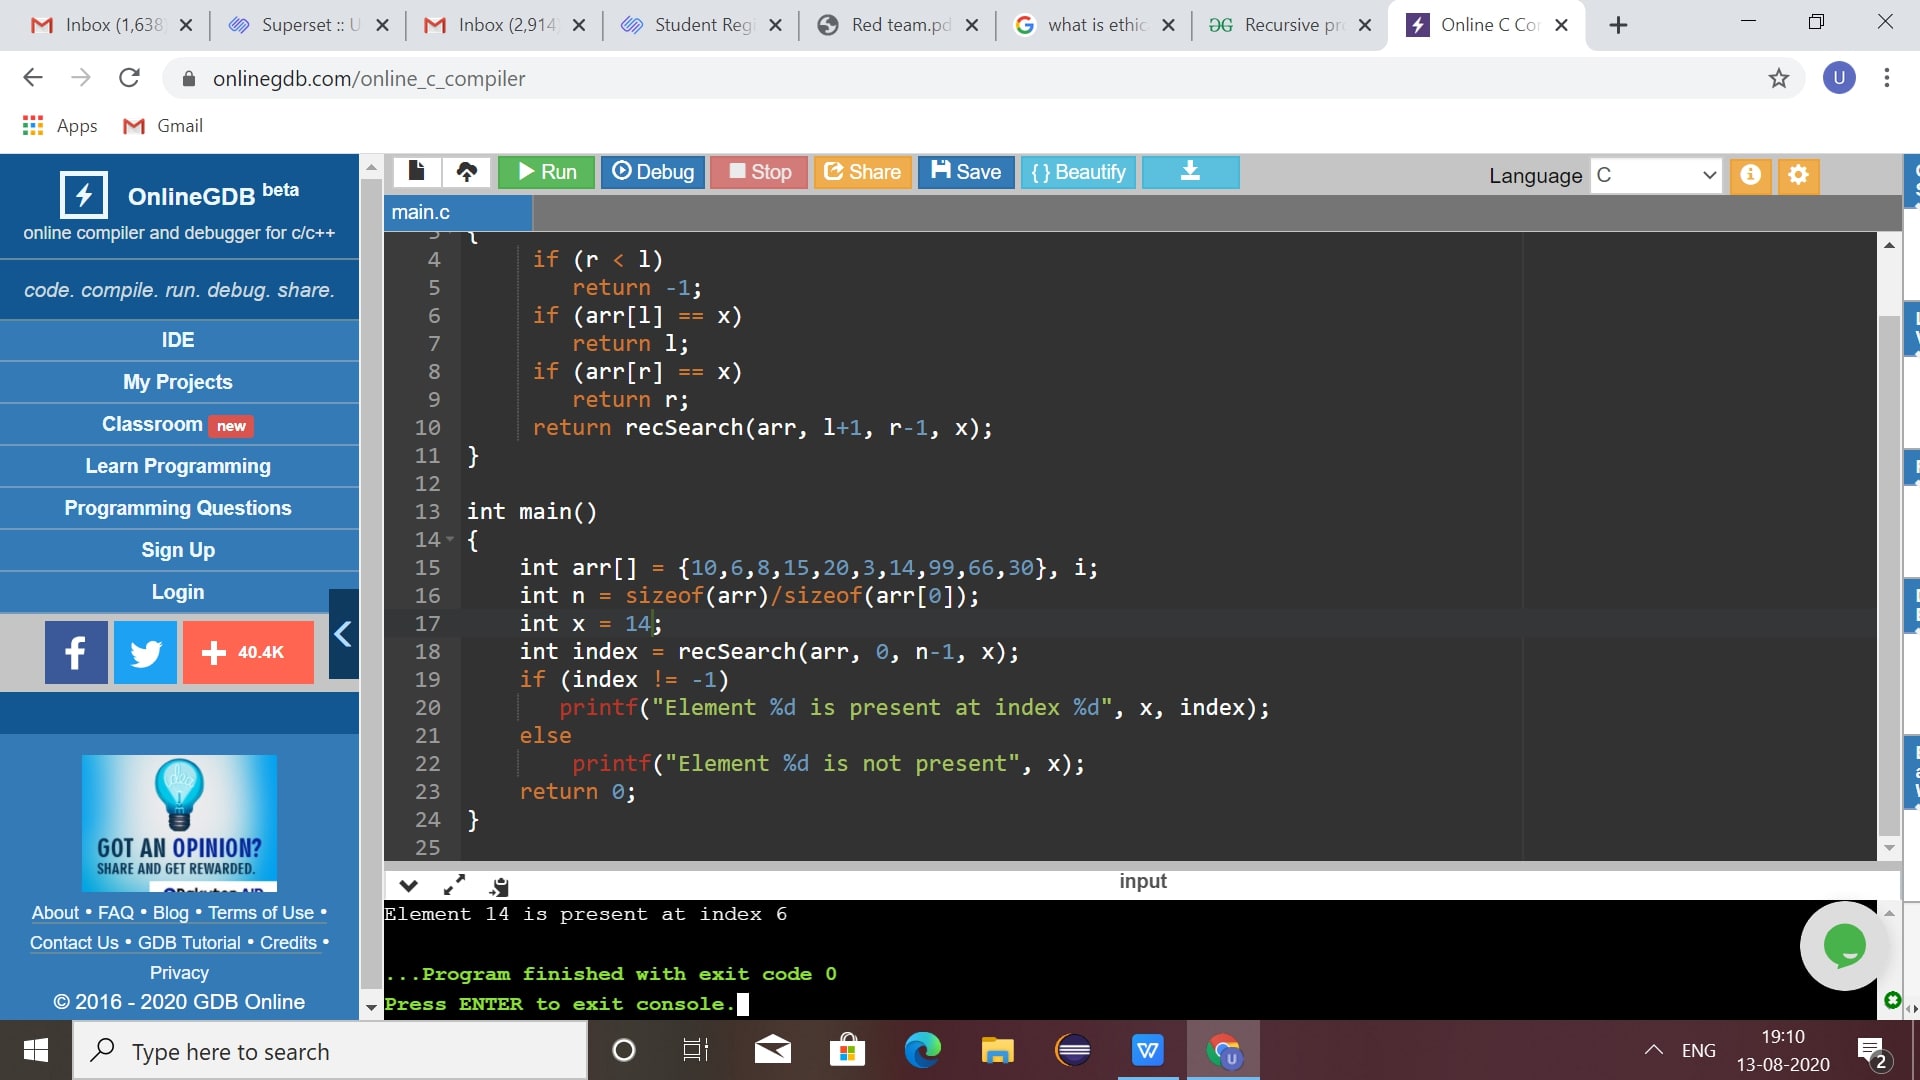 Inbox (1,638
Superset :: U
Inbox (2,914
Student Regi
Red team.pd
what is ethic
Recursive pro
Online C Cor
onlinegdb.com/online_c_compiler
U
Apps
Gmail
OnlineGDB beta
online compiler and debugger for c/c++
code. compile. run. debug. share.
IDE
My Projects
Classroom new
Learn Programming
Programming Questions
Sign Up
Login
40.4K
idea
GOT AN OPINION?
SHARE AND GET REWARDED.
About • FAQ • Blog • Terms of Use •
Contact Us • GDB Tutorial • Credits •
Privacy
© 2016 - 2020 GDB Online
Run
Debug
Stop
Share
Save
{ } Beautify
Language C
main.c
3 {
4 if (r < l)
5 return -1;
6 if (arr[l] == x)
7 return l;
8 if (arr[r] == x)
9 return r;
10 return recSearch(arr, l+1, r-1, x);
11 }
12
13 int main()
14 {
15 int arr[] = {10,6,8,15,20,3,14,99,66,30}, i;
16 int n = sizeof(arr)/sizeof(arr[0]);
17 int x = 14;
18 int index = recSearch(arr, 0, n-1, x);
19 if (index != -1)
20 printf("Element %d is present at index %d", x, index);
21 else
22 printf("Element %d is not present", x);
23 return 0;
24 }
25
input
Element 14 is present at index 6
...Program finished with exit code 0
Press ENTER to exit console.
Type here to search
ENG
19:10
13-08-2020
2